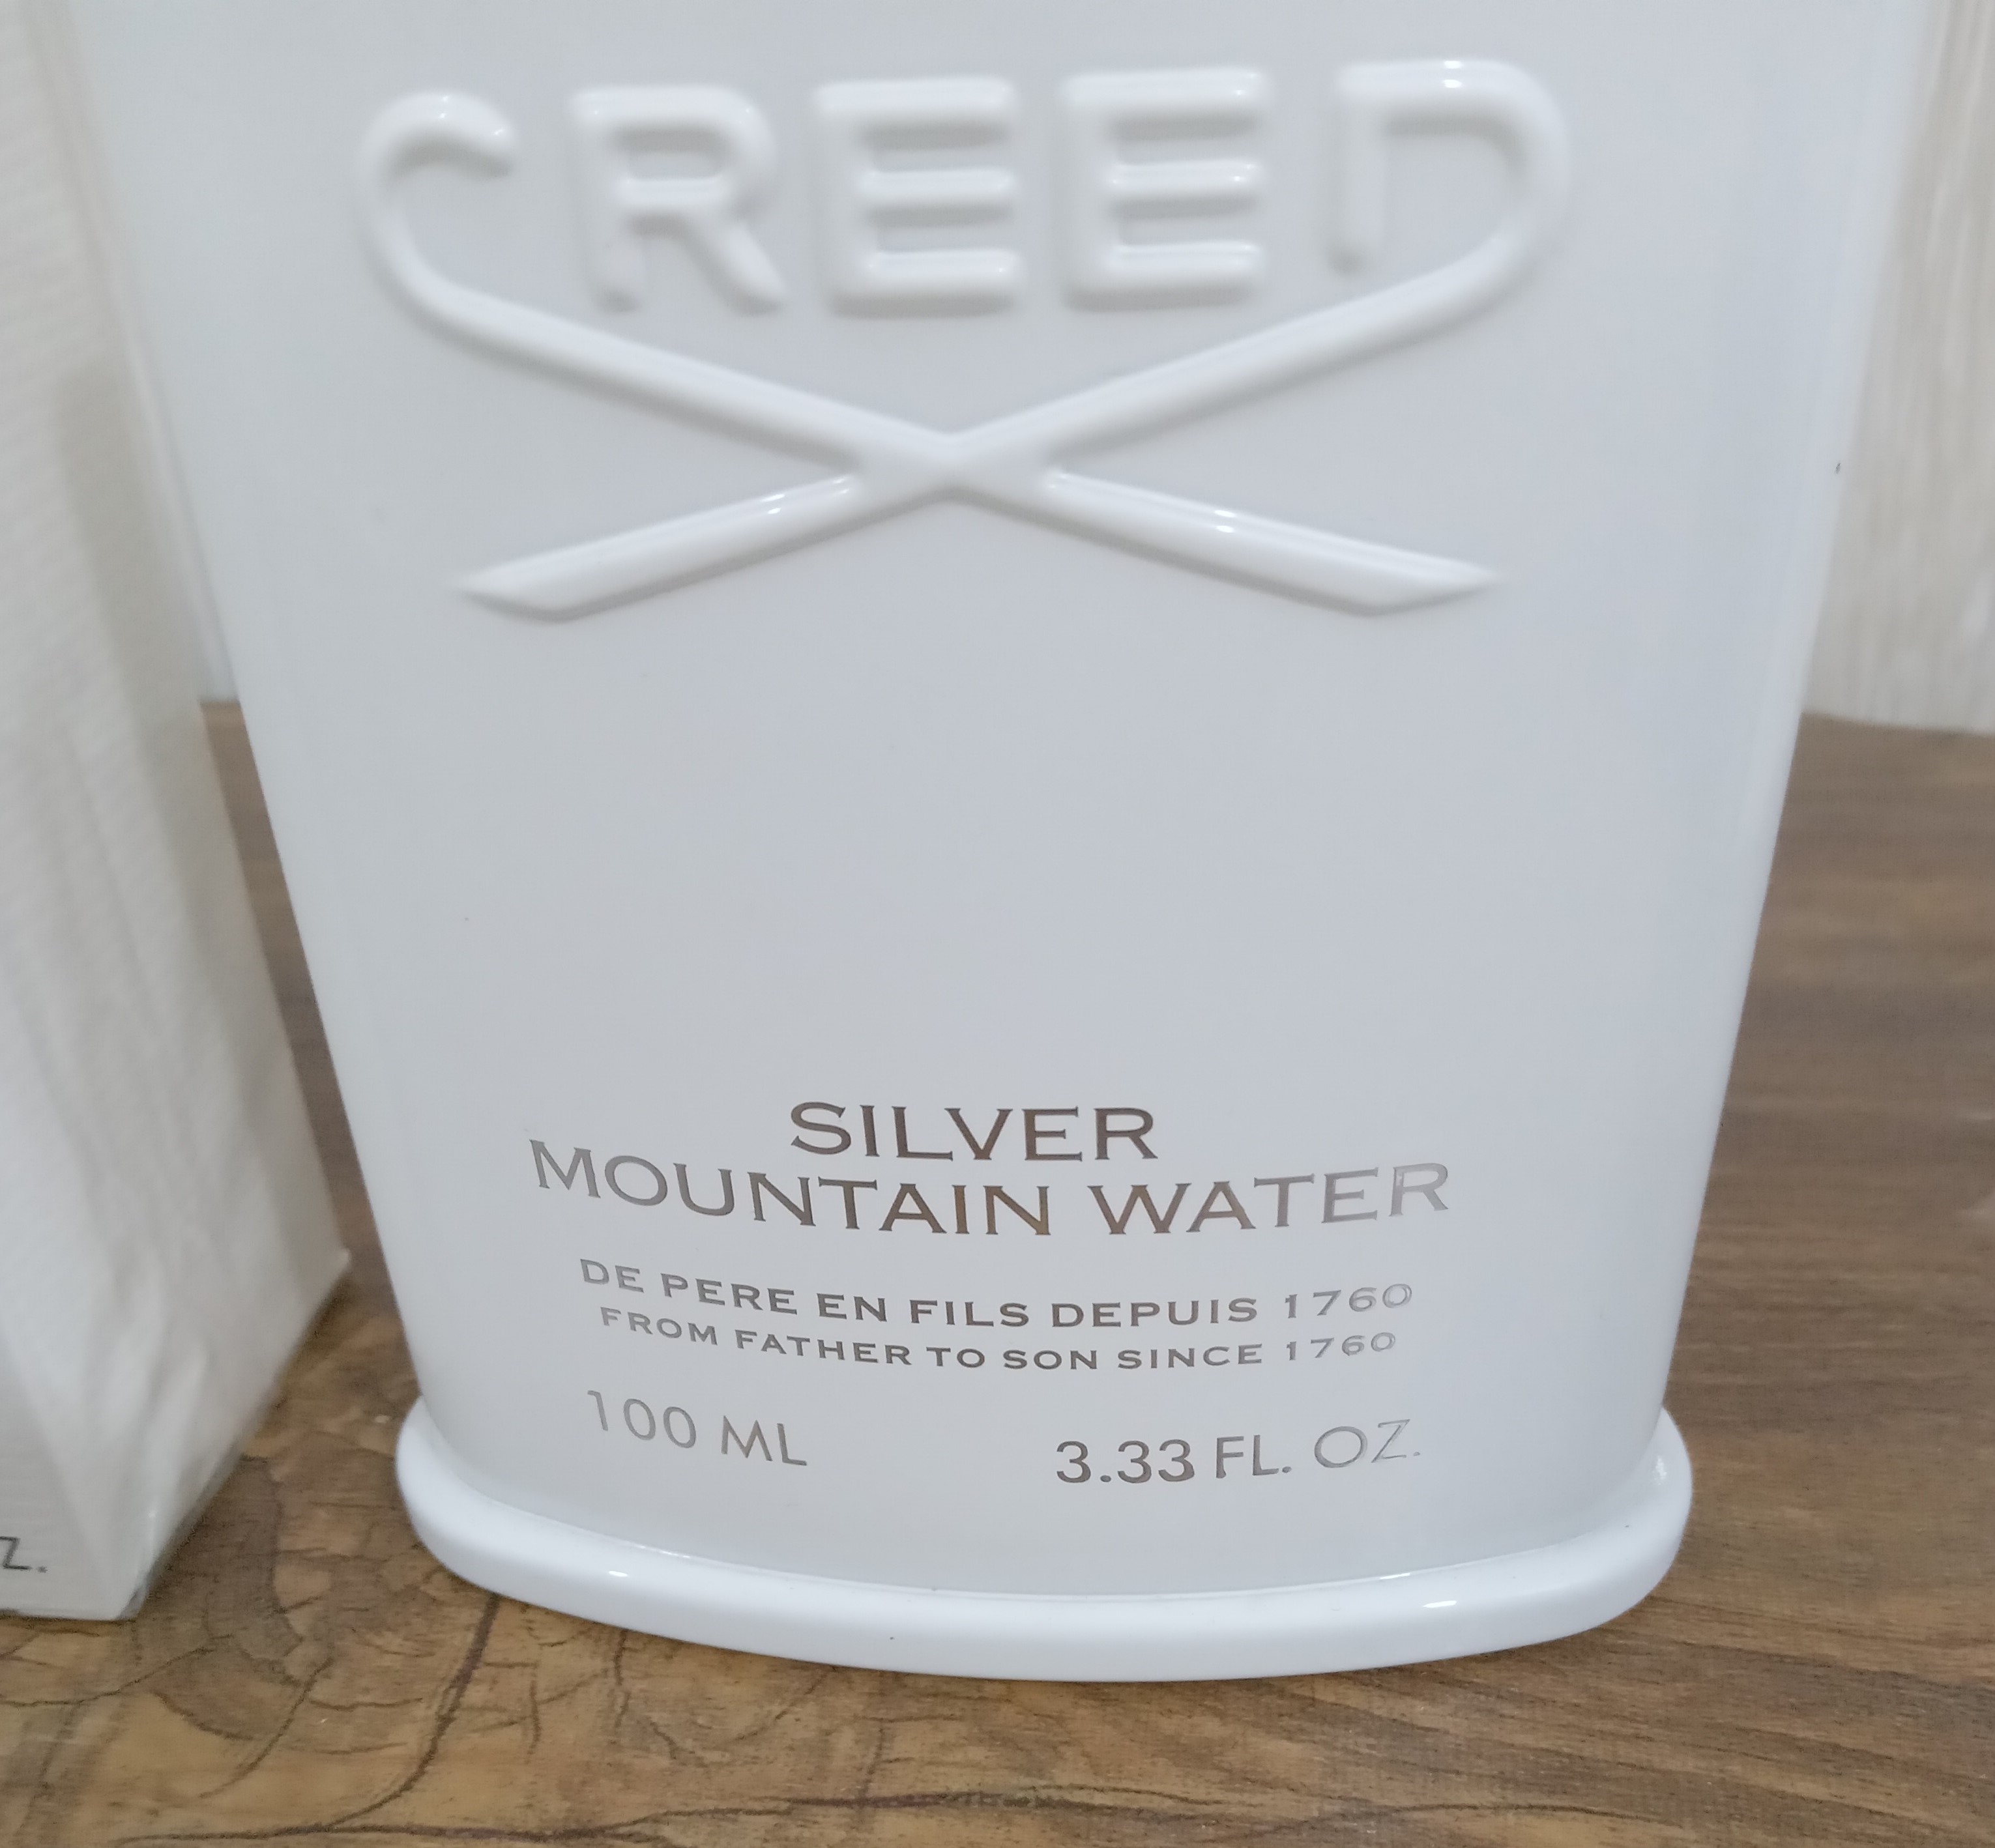 CREED
SILVER
MOUNTAIN WATER
DE PERE EN FILS DEPUIS 1760
FROM FATHER TO SON SINCE 1760
100 ML
3.33 FL. OZ.
Z.